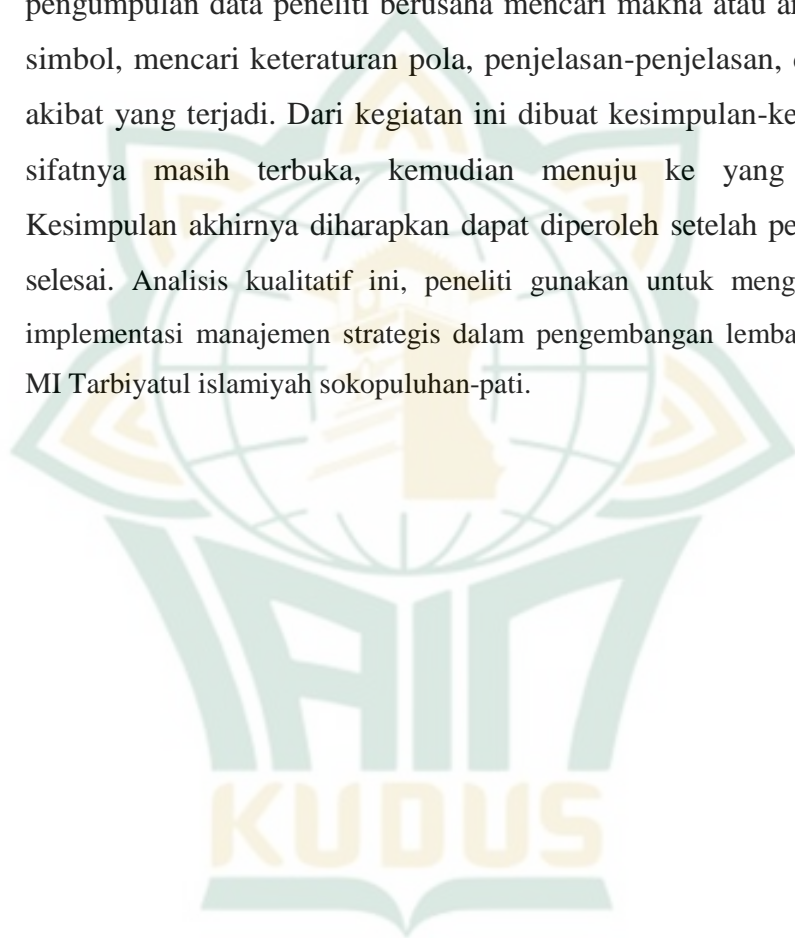 pengumpulan data peneliti berusaha mencari makna atau
simbol, mencari keteraturan pola, penjelasan-penjelasan,
akibat yang terjadi. Dari kegiatan ini dibuat kesimpulan-
sifatnya masih terbuka, kemudian menuju ke yang
Kesimpulan akhirnya diharapkan dapat diperoleh setelah
selesai. Analisis kualitatif ini, peneliti gunakan untuk
implementasi manajemen strategis dalam pengembangan
MI Tarbiyatul islamiyah sokopuluhan-pati.
IAIN
KUDUS